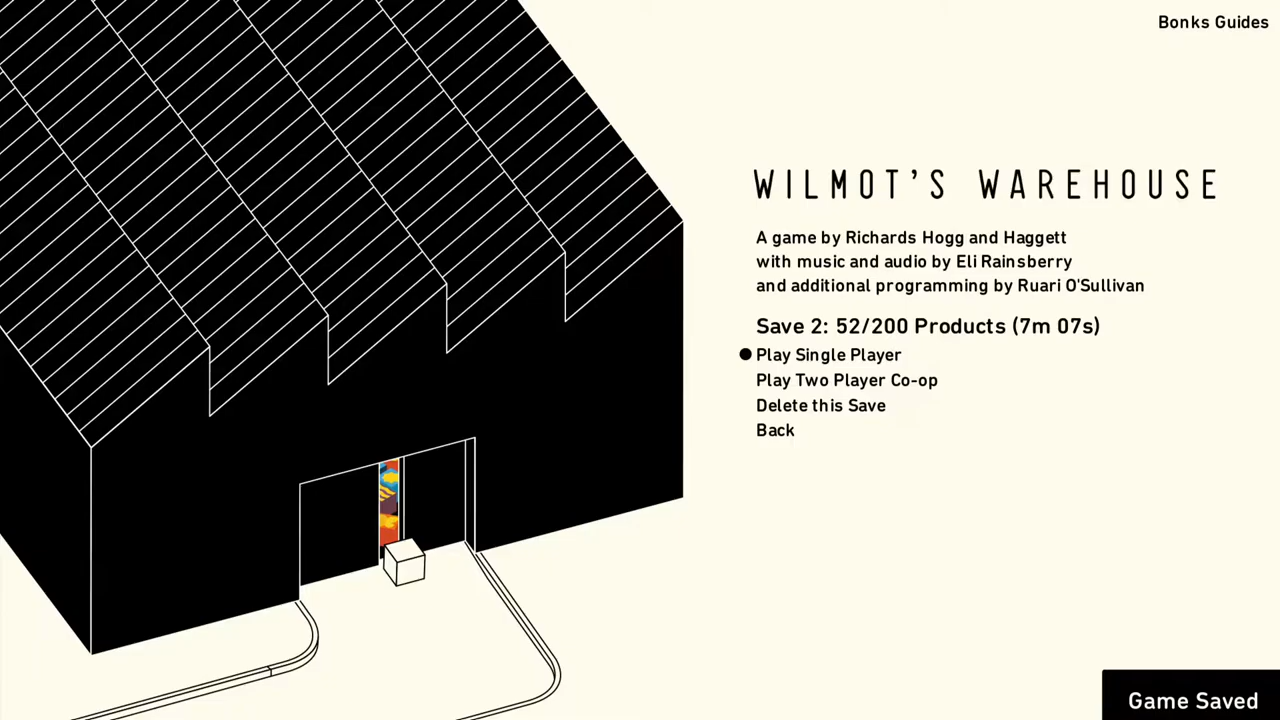 Bonks Guides
WILMOT'S WAREHOUSE
A game by Richards Hogg and Haggett
with music and audio by Eli Rainsberry
and additional programming by Ruari O'Sullivan
Save 2: 52/200 Products (7m 07s)
Play Single Player
Play Two Player Co-op
Delete this Save
Back
Game Saved